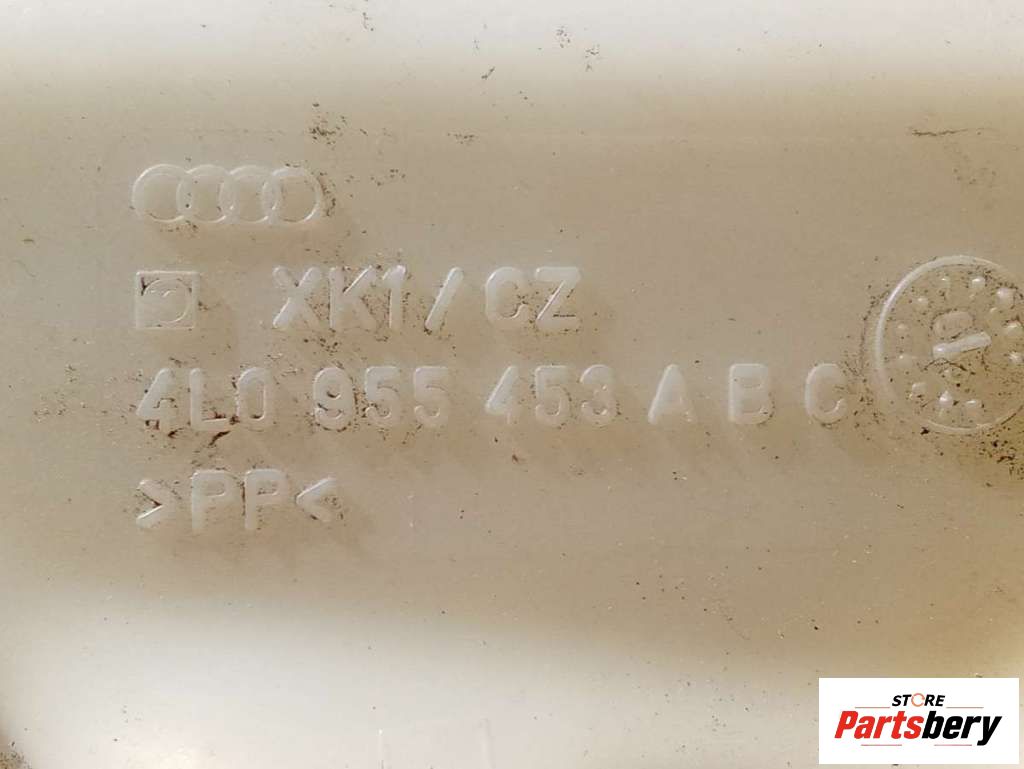 XK1/CZ
4L0 955 453 A B C
>PP<
STORE
Partsbery